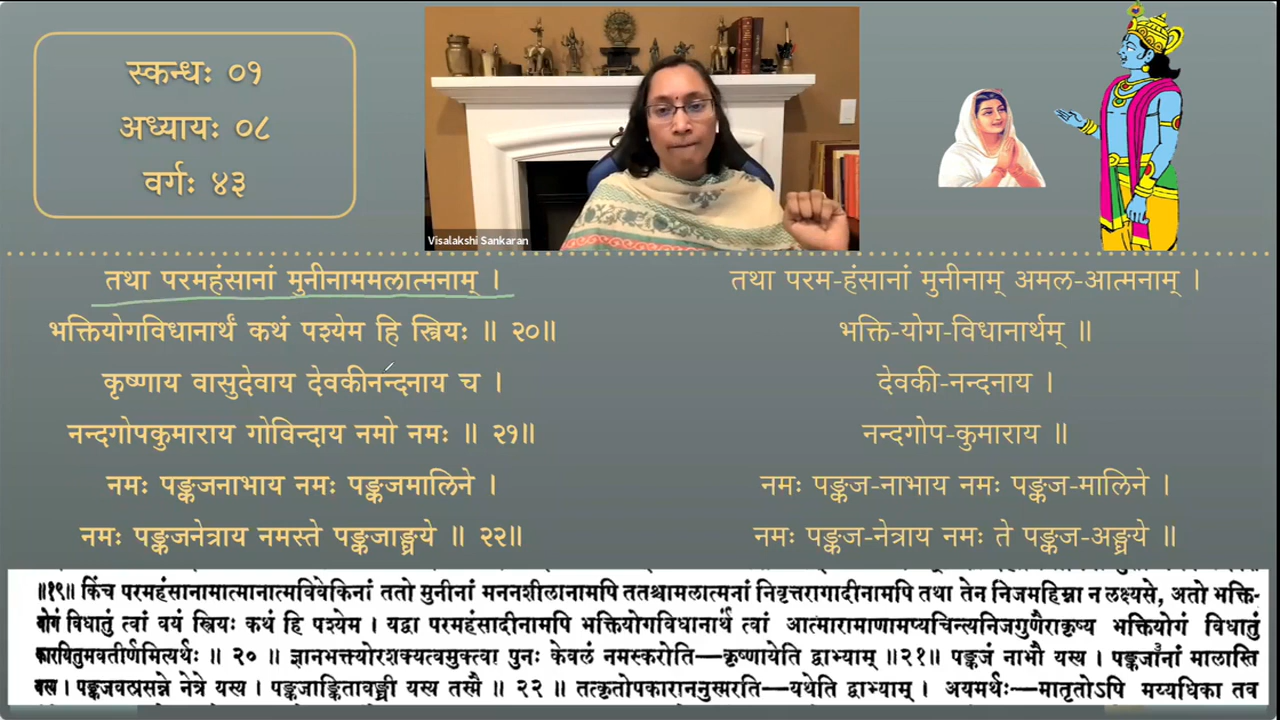 स्कन्धः ०१
अध्यायः ०८
वर्गः ४३
Visalakshi Sankaran
तथा परमहंसानां मुनीनाममलात्मनाम् ।
भक्तियोगविधानार्थं कथं पश्येम हि स्त्रियः ॥ २०॥
कृष्णाय वासुदेवाय देवकीनन्दनाय च ।
नन्दगोपकुमाराय गोविन्दाय नमो नमः ॥ २१॥
नमः पङ्कजनाभाय नमः पङ्कजमालिने ।
नमः पङ्कजनेत्राय नमस्ते पङ्कजाङ्घ्रये ॥ २२॥
तथा परम-हंसानां मुनीनाम् अमल-आत्मनाम् ।
भक्ति-योग-विधानार्थम् ॥
देवकी-नन्दनाय ।
नन्दगोप-कुमाराय ॥
नमः पङ्कज-नाभाय नमः पङ्कज-मालिने ।
नमः पङ्कज-नेत्राय नमः ते पङ्कज-अङ्घ्रये ॥
॥१९॥ किंच परमहंसानामात्मानात्मविवेकिनां ततो मुनीनां मननशीलानामपि ततश्चामलात्मनां निवृत्तरागादीनामपि तथा तेन निजमहिम्ना न लक्ष्यसे, अतो भक्ति-
योगं विधातुं त्वां वयं स्त्रियः कथं हि पश्येम । यद्वा परमहंसादीनामपि भक्तियोगविधानार्थं त्वां आत्मारामाणामप्यचिन्त्यनिजगुणैराकृष्य भक्तियोगं विधातुं
कारयितुमवतीर्णमित्यर्थः ॥ २० ॥ ज्ञानभक्त्योरशक्यत्वमुक्त्वा पुनः केवलं नमस्करोति—कृष्णायेति द्वाभ्याम् ॥२१॥ पङ्कजं नाभौ यस्य । पङ्कजानां मालास्ति
यस्य । पङ्कजवत्प्रसन्ने नेत्रे यस्य । पङ्कजाङ्कितावङ्घ्री यस्य तस्मै ॥ २२ ॥ तत्कृतोपकाराननुस्मरति—यथेति द्वाभ्याम् । अयमर्थः—मातृतोऽपि मय्यधिका तव